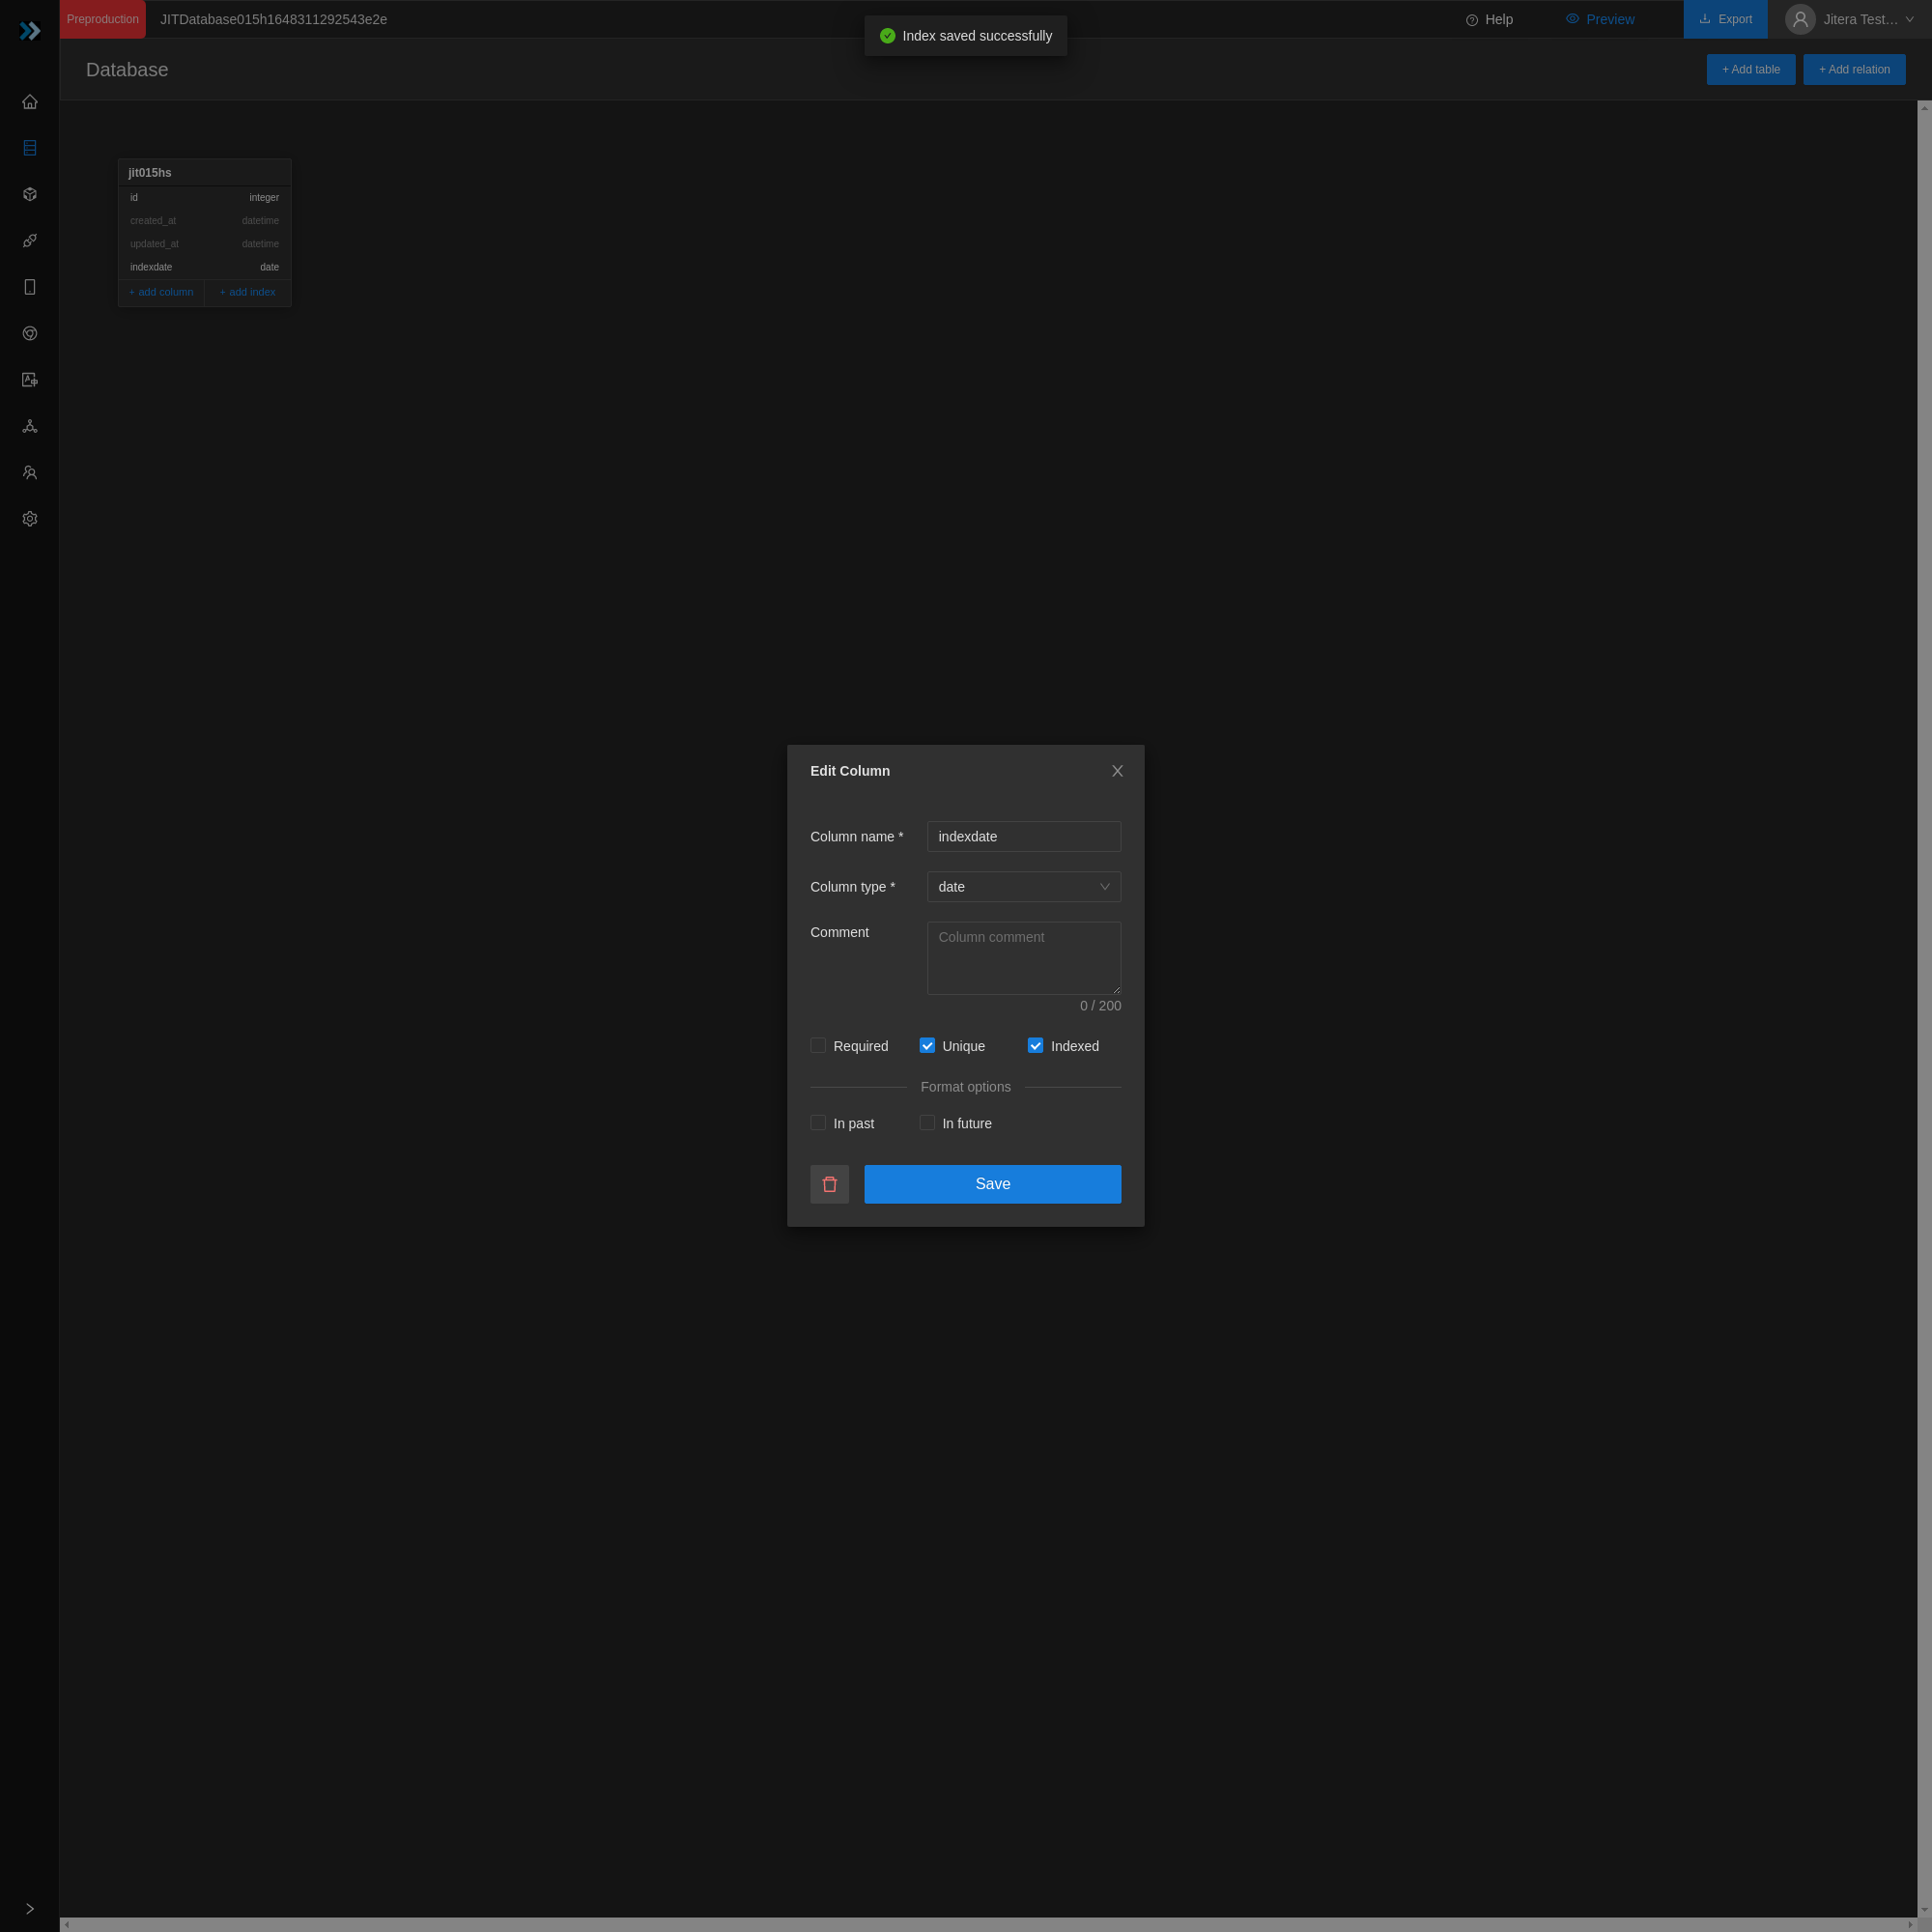 Preproduction
JITDatabase015h1648311292543e2e
Index saved successfully
Help
Preview
Export
Jitera Test…
Database
+ Add table
+ Add relation
jit015hs
id integer
created_at datetime
updated_at datetime
indexdate date
+ add column
+ add index
Edit Column
Column name * indexdate
Column type * date
Comment Column comment
0 / 200
Required Unique Indexed
Format options
In past In future
Save